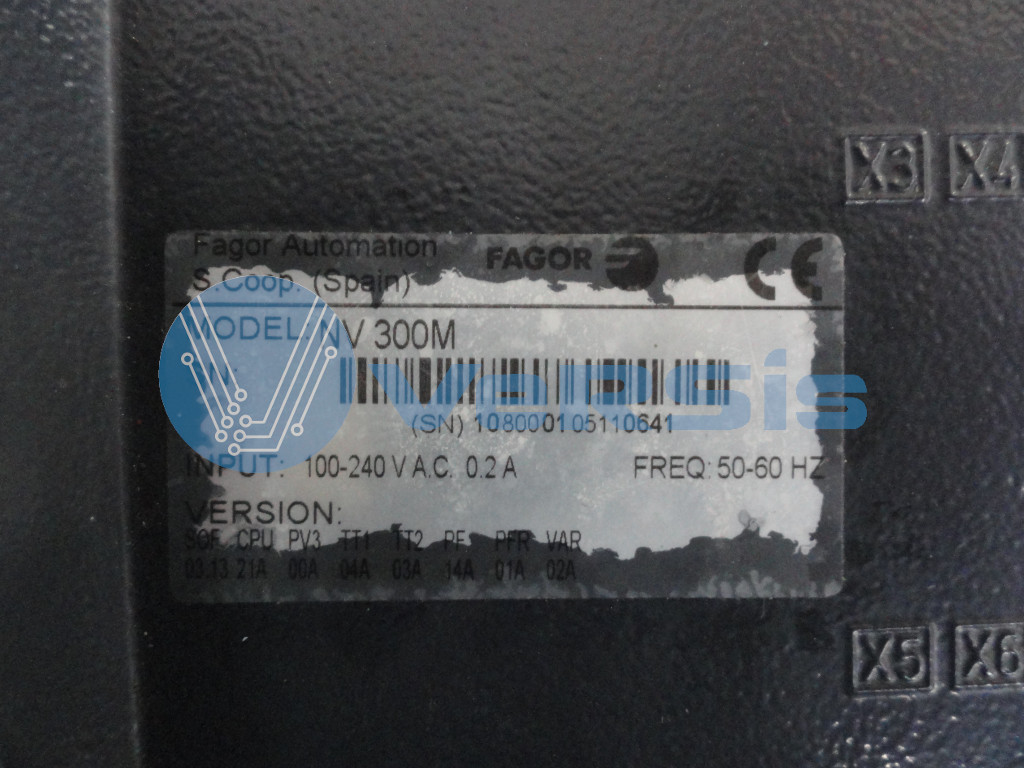 X3 X4
Fagor Automation
S.Coop. (Spain)
FAGOR
CE
MODEL: NV 300M
VePSis
(SN) 1080000105110641
INPUT: 100-240 V A.C. 0.2 A FREQ: 50-60 HZ
VERSION:
SOF CPU PV3 TT1 TT2 PF PFR VAR
03.13 21A 00A 04A 03A 14A 01A 02A
X5 X6